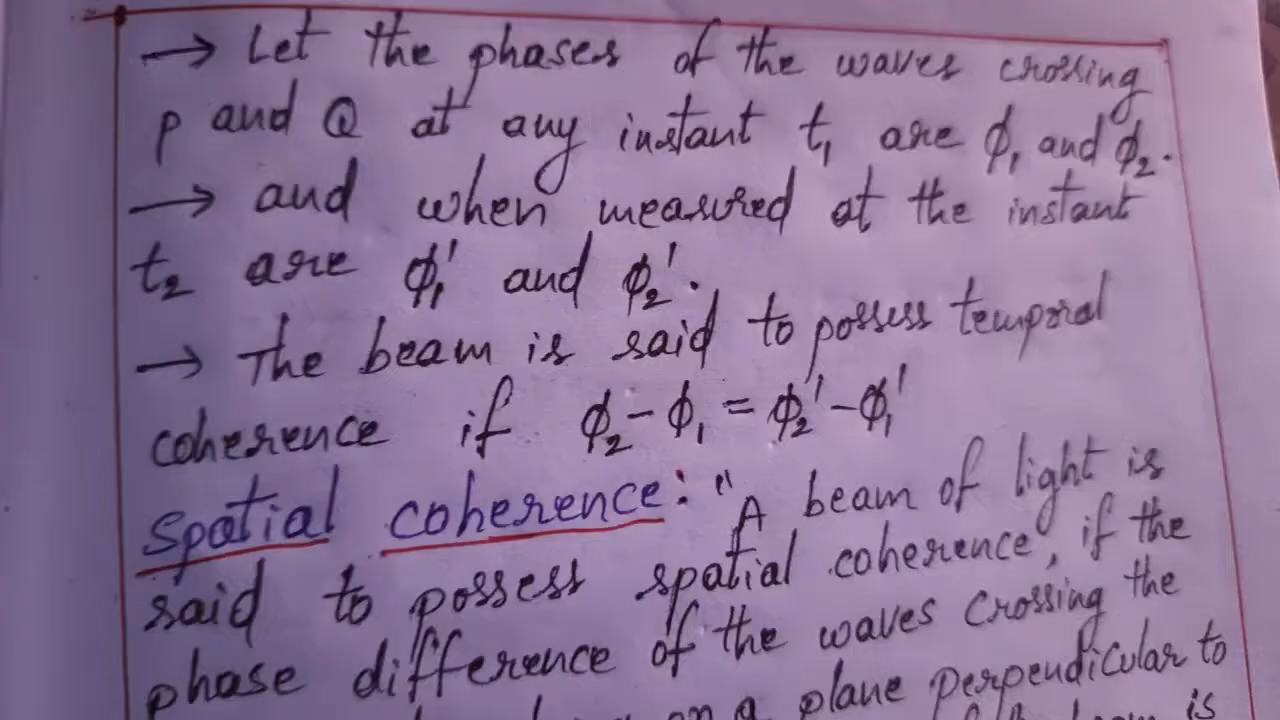 → Let the phases of the waves crossing
P and Q at any instant t₁ are ϕ₁ and ϕ₂.
→ and when measured at the instant
t₂ are ϕ₁' and ϕ₂'.
→ The beam is said to possess temporal
coherence if ϕ₂-ϕ₁ = ϕ₂'-ϕ₁'
Spatial coherence: "A beam of light is
said to possess spatial coherence, if the
phase difference of the waves crossing the
on a plane perpendicular to
is